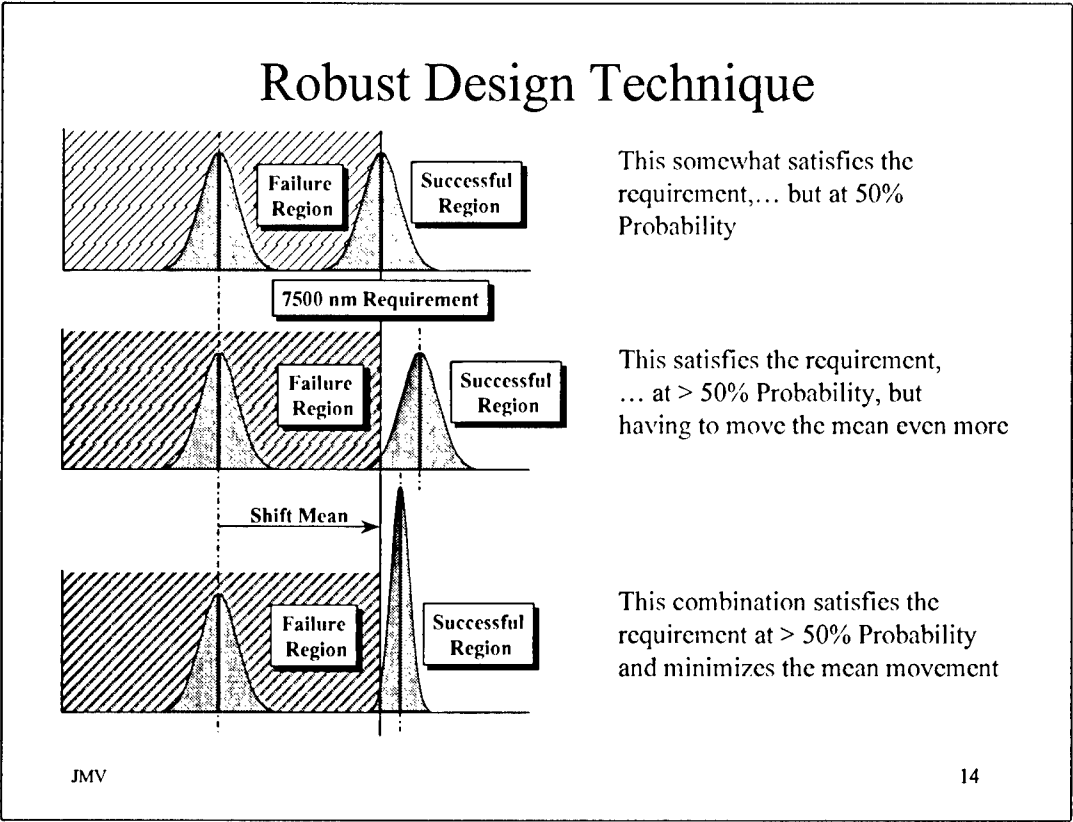 Robust Design Technique
Failure
Region
Successful
Region
This somewhat satisfies the
requirement,... but at 50%
Probability
7500 nm Requirement
Failure
Region
Successful
Region
This satisfies the requirement,
... at > 50% Probability, but
having to move the mean even more
Shift Mean
Failure
Region
Successful
Region
This combination satisfies the
requirement at > 50% Probability
and minimizes the mean movement
JMV
14